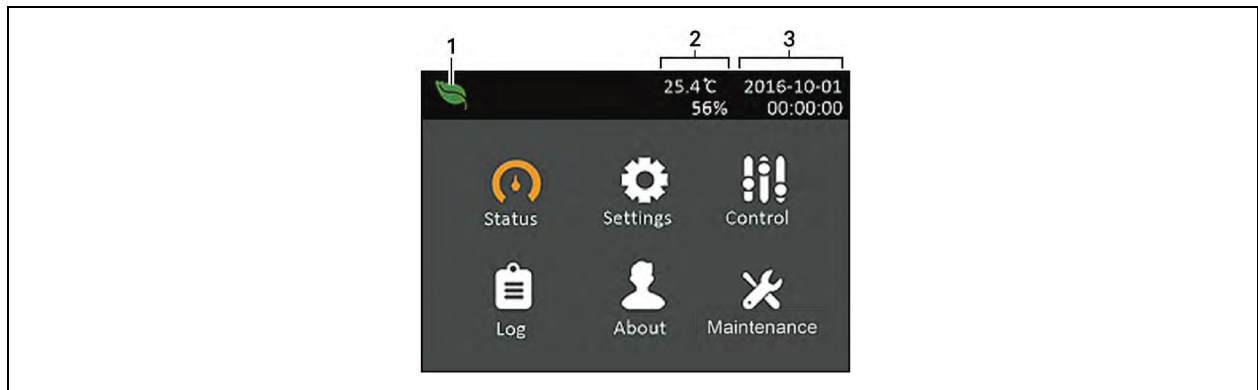 1
2
3
25.4℃ 2016-10-01
56% 00:00:00
Status Settings Control
Log About Maintenance